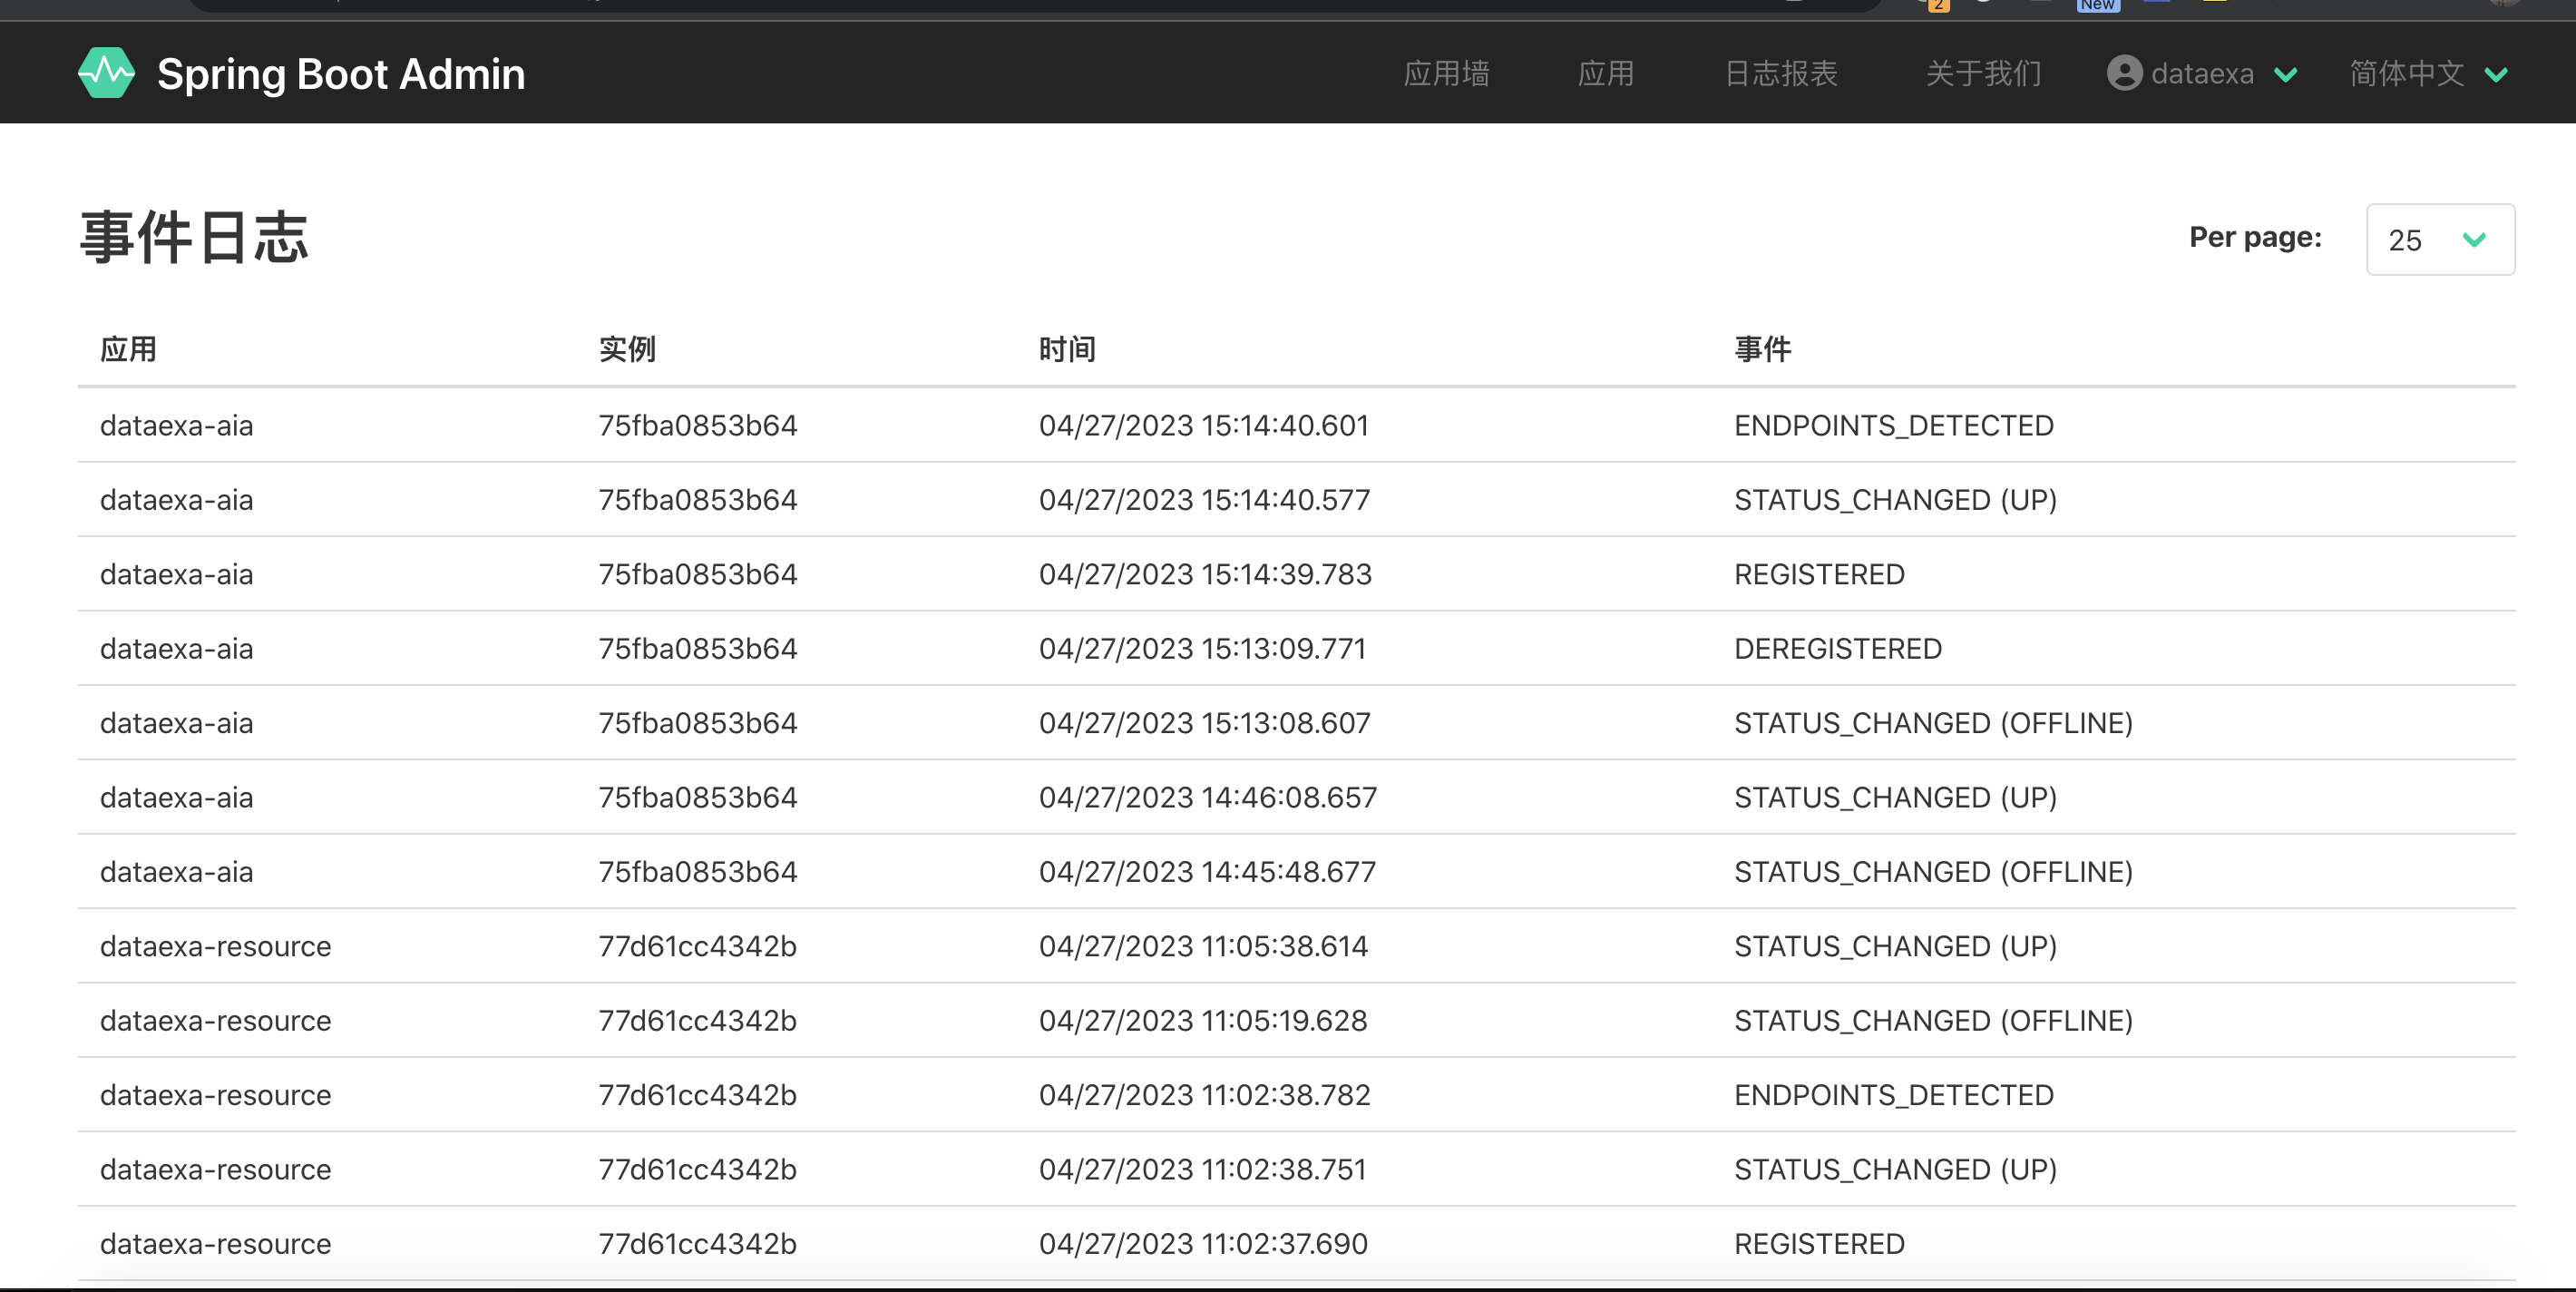 2
New
Spring Boot Admin 应用墙 应用 日志报表 关于我们 dataexa 简体中文
事件日志 Per page: 25
应用 实例 时间 事件
dataexa-aia 75fba0853b64 04/27/2023 15:14:40.601 ENDPOINTS_DETECTED
dataexa-aia 75fba0853b64 04/27/2023 15:14:40.577 STATUS_CHANGED (UP)
dataexa-aia 75fba0853b64 04/27/2023 15:14:39.783 REGISTERED
dataexa-aia 75fba0853b64 04/27/2023 15:13:09.771 DEREGISTERED
dataexa-aia 75fba0853b64 04/27/2023 15:13:08.607 STATUS_CHANGED (OFFLINE)
dataexa-aia 75fba0853b64 04/27/2023 14:46:08.657 STATUS_CHANGED (UP)
dataexa-aia 75fba0853b64 04/27/2023 14:45:48.677 STATUS_CHANGED (OFFLINE)
dataexa-resource 77d61cc4342b 04/27/2023 11:05:38.614 STATUS_CHANGED (UP)
dataexa-resource 77d61cc4342b 04/27/2023 11:05:19.628 STATUS_CHANGED (OFFLINE)
dataexa-resource 77d61cc4342b 04/27/2023 11:02:38.782 ENDPOINTS_DETECTED
dataexa-resource 77d61cc4342b 04/27/2023 11:02:38.751 STATUS_CHANGED (UP)
dataexa-resource 77d61cc4342b 04/27/2023 11:02:37.690 REGISTERED